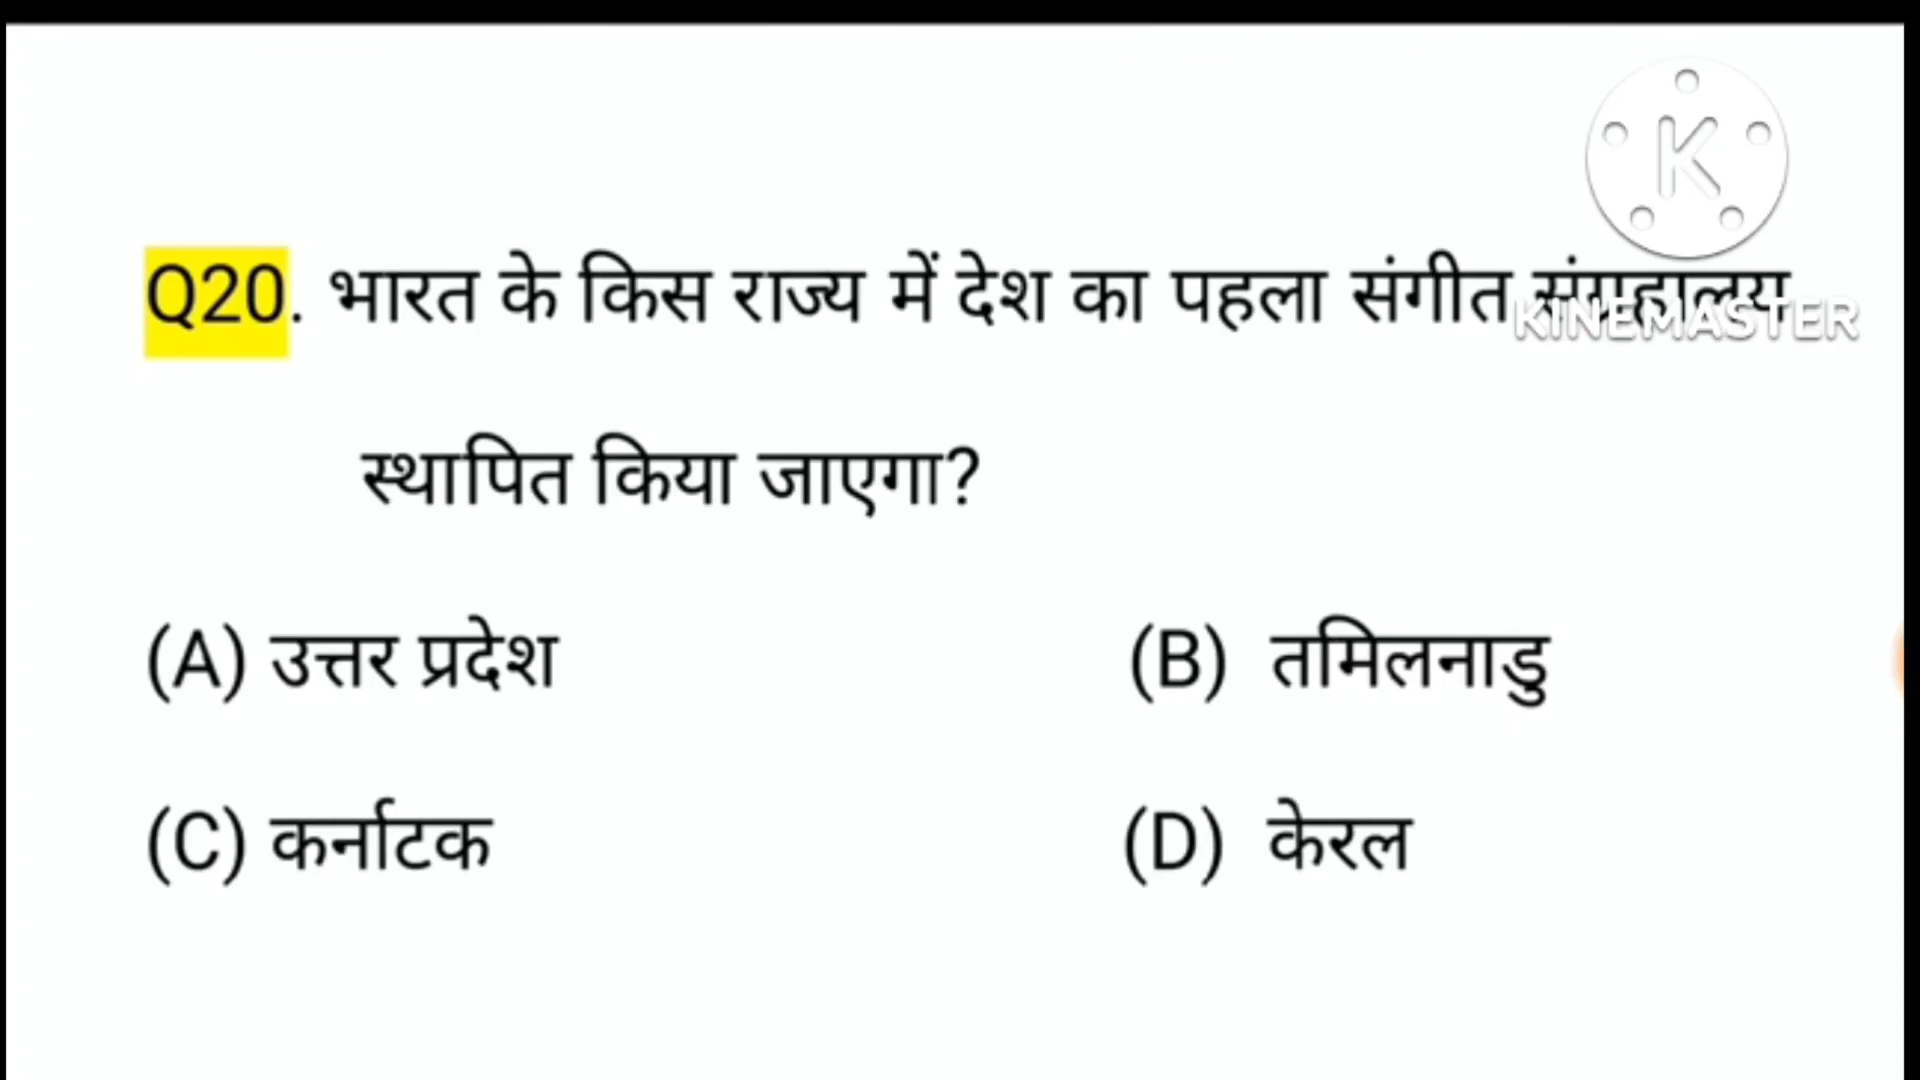 K
Q20. भारत के किस राज्य में देश का पहला संगीत संग्रहालय
KINEMASTER
स्थापित किया जाएगा?
(A) उत्तर प्रदेश (B) तमिलनाडु
(C) कर्नाटक (D) केरल